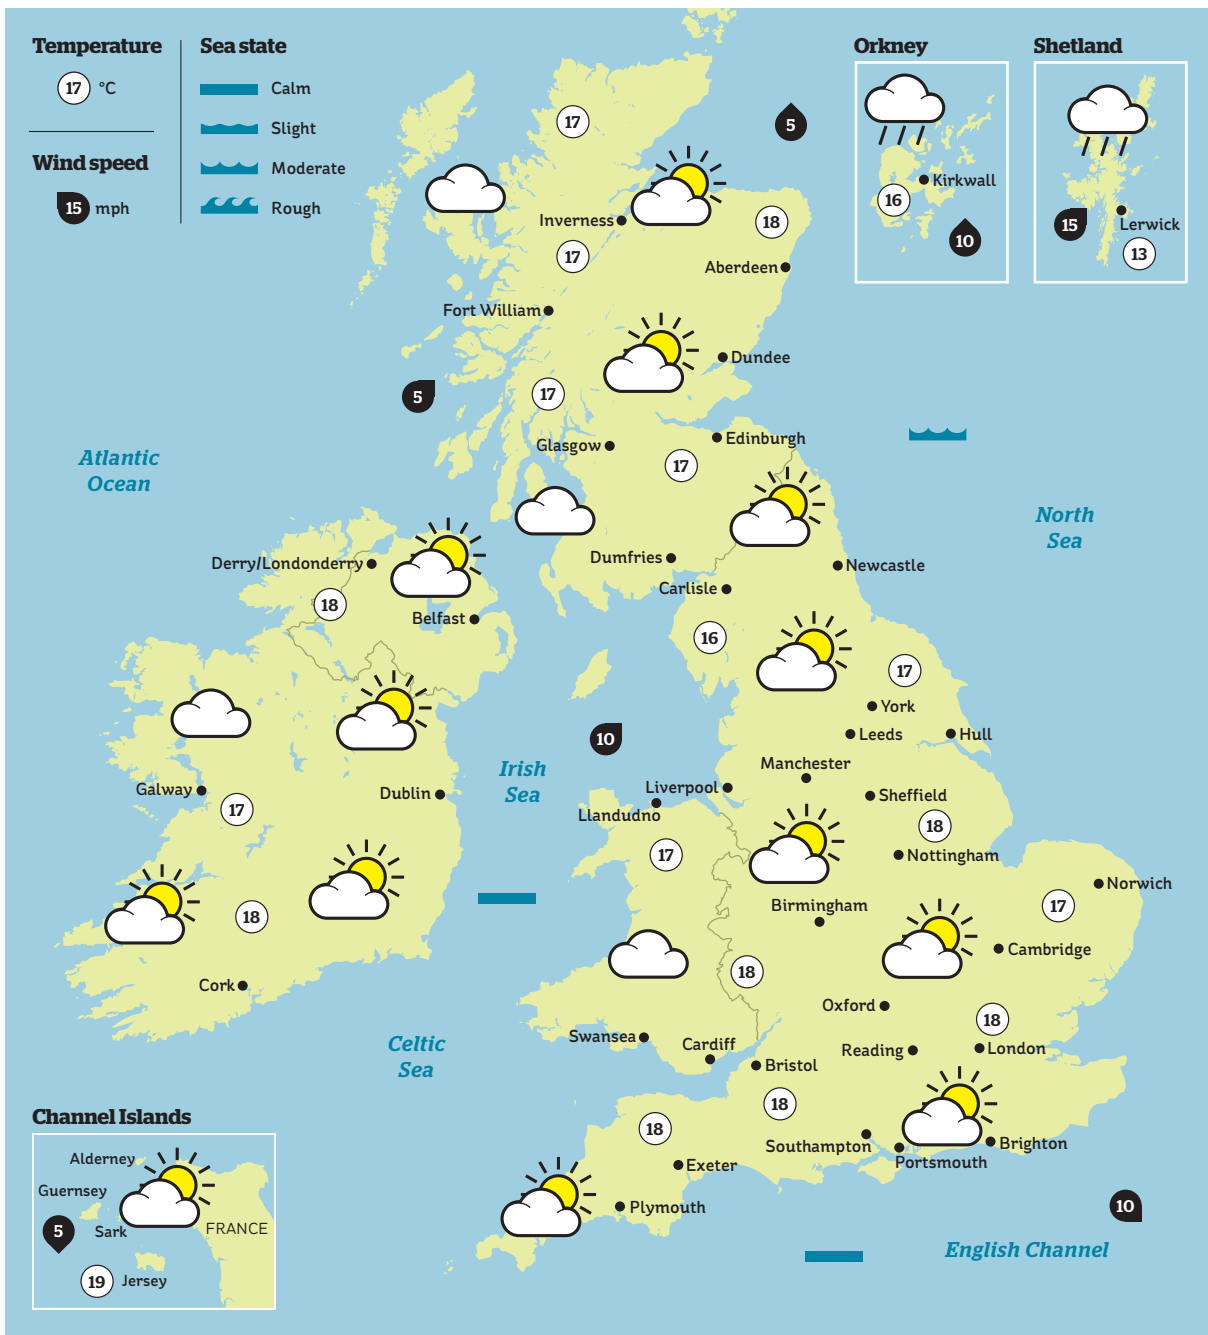 Temperature
17 °C
Wind speed
15 mph
Sea state
Calm
Slight
Moderate
Rough
Orkney
Kirkwall
16
10
Shetland
15
Lerwick
13
17
5
Inverness
18
17
Aberdeen
Fort William
Dundee
5
17
Glasgow
Edinburgh
17
Atlantic
Ocean
North
Sea
Derry/Londonderry
Dumfries
Newcastle
Carlisle
18
Belfast
16
17
York
10
Leeds
Hull
Irish
Sea
Manchester
Galway
Dublin
Liverpool
Sheffield
17
Llandudno
18
17
Nottingham
Norwich
18
Birmingham
17
Cambridge
18
Cork
Oxford
18
Celtic
Sea
Swansea
Cardiff
Reading
London
Bristol
18
18
Southampton
Portsmouth
Brighton
Exeter
Plymouth
10
English Channel
Channel Islands
Alderney
Guernsey
5
Sark
FRANCE
19
Jersey